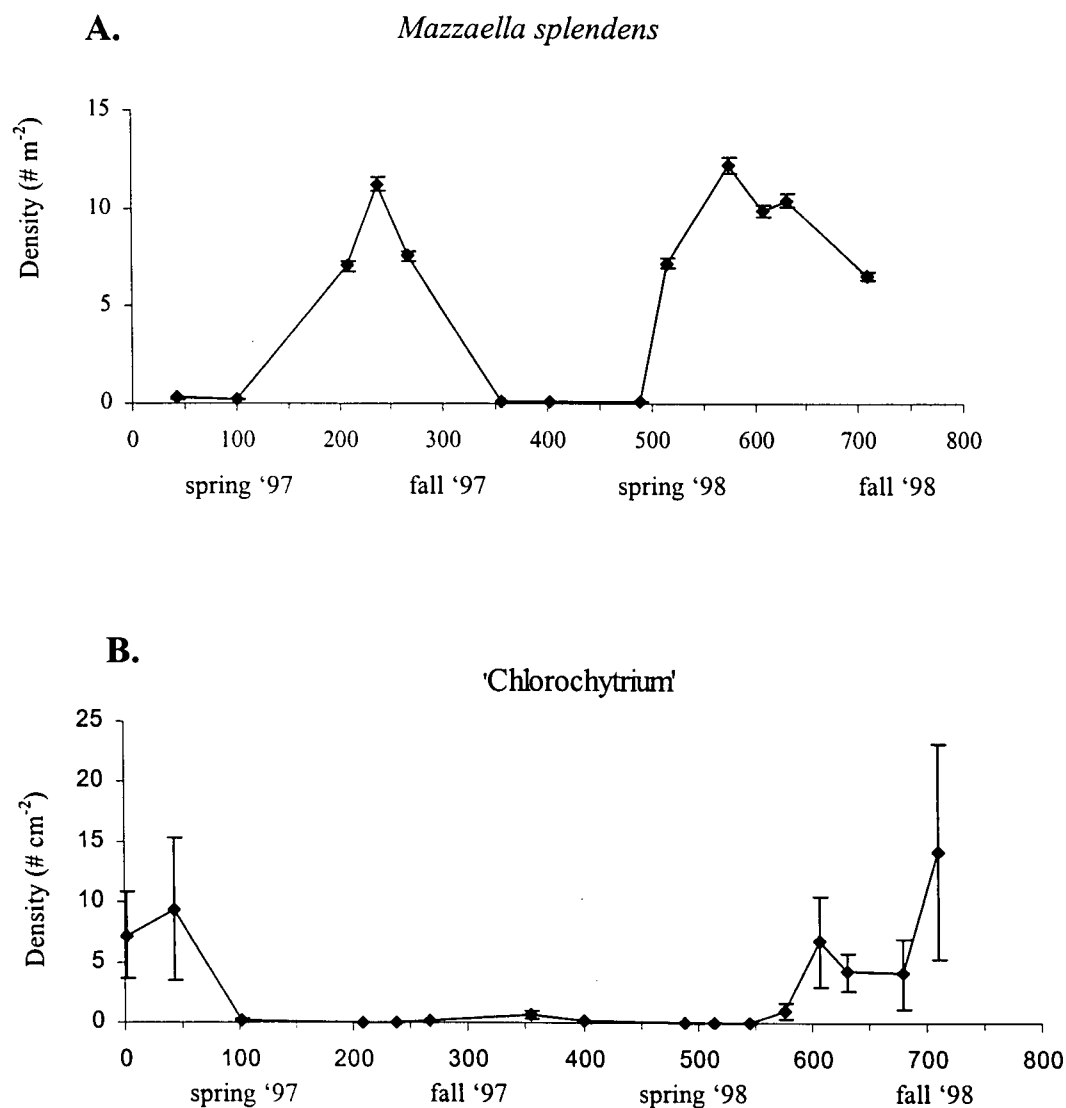 A.
Mazzaella splendens
Density (# m⁻²)
15
10
5
0
0 100 200 300 400 500 600 700 800
spring ‘97 fall ‘97 spring ‘98 fall ‘98
B.
'Chlorochytrium'
Density (# cm⁻²)
25
20
15
10
5
0
0 100 200 300 400 500 600 700 800
spring ‘97 fall ‘97 spring ‘98 fall ‘98